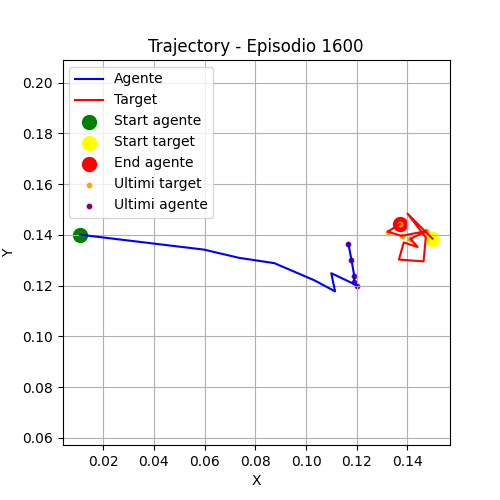 Trajectory - Episodio 1600
Agente
Target
Start agente
Start target
End agente
Ultimi target
Ultimi agente
0.20
0.18
0.16
0.14
0.12
0.10
0.08
0.06
Y
0.02 0.04 0.06 0.08 0.10 0.12 0.14
X